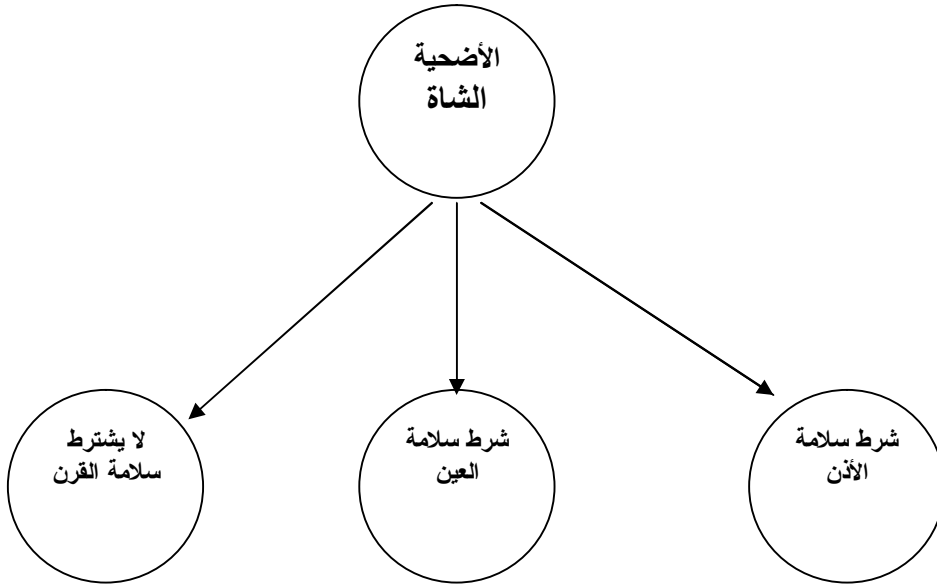 الأضحية
الشاة
شرط سلامة
الأذن
شرط سلامة
العين
لا يشترط
سلامة القرن